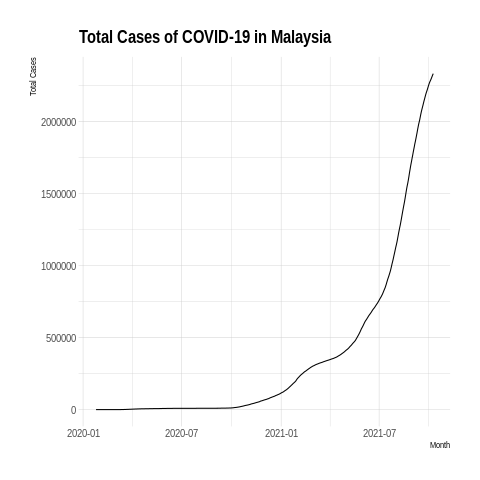 Total Cases of COVID-19 in Malaysia
Total Cases
2000000
1500000
1000000
500000
0
2020-01 2020-07 2021-01 2021-07
Month